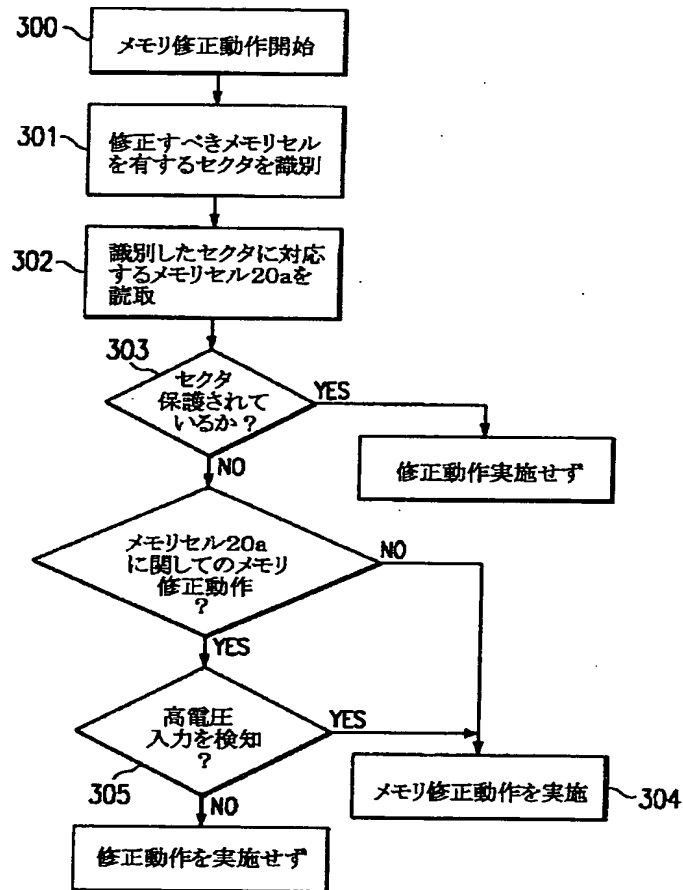 300
メモリ修正動作開始
301
修正すべきメモリセル
を有するセクタを識別
302
識別したセクタに対応
するメモリセル20aを
読取
303
セクタ
保護されて
いるか?
YES
修正動作実施せず
NO
メモリセル20a
に関してのメモリ
修正動作
?
NO
YES
高電圧
入力を検知
?
YES
305
NO
メモリ修正動作を実施
304
修正動作を実施せず